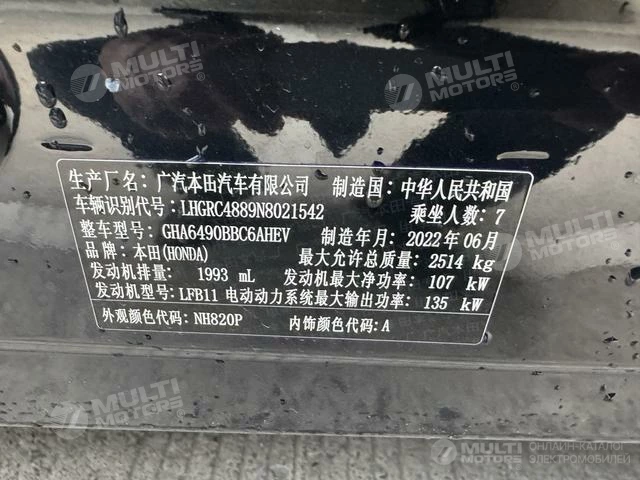 MULTI MOTORS
MULTI MOTORS
生产厂名: 广汽本田汽车有限公司 制造国: 中华人民共和国
车辆识别代号: LHGRC4889N8021542 乘坐人数: 7
整车型号: GHA6490BBC6AHEV 制造年月: 2022年06月
品牌: 本田(HONDA) 最大允许总质量: 2514 kg
发动机排量: 1993 mL 发动机最大净功率: 107 kW
发动机型号: LFB11 电动动力系统最大输出功率: 135 kW
外观颜色代码: NH820P 内饰颜色代码: A
MULTI MOTORS
MULTI MOTORS
ОНЛАЙН-КАТАЛОГ
ЭЛЕКТРОМОБИЛЕЙ